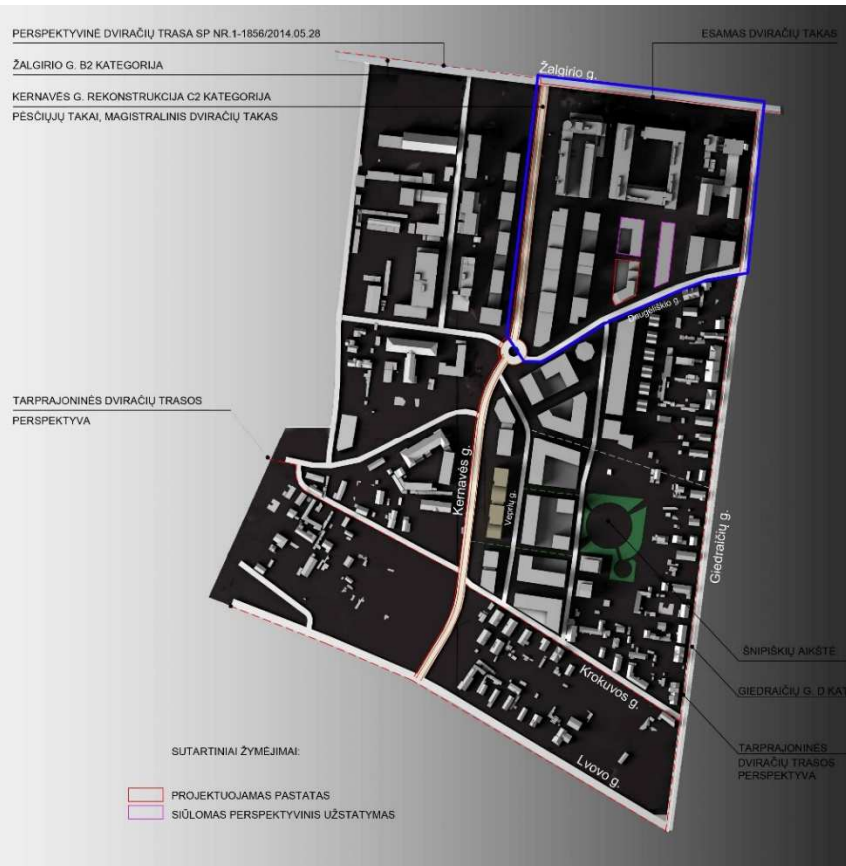 PERSPEKTYVINĖ DVIRAČIŲ TRASA SP NR.1-1856/2014.05.28
ESAMAS DVIRAČIŲ TAKAS
ŽALGIRIO G. B2 KATEGORIJA
Žalgirio g.
KERNAVĖS G. REKONSTRUKCIJA C2 KATEGORIJA
PĖSČIŲJŲ TAKAI, MAGISTRALINIS DVIRAČIŲ TAKAS
Daugėliškio g.
TARPRAJONINĖS DVIRAČIŲ TRASOS
PERSPEKTYVA
Kernavės g.
Veprių g.
Giedraičių g.
ŠNIPIŠKIŲ AIKŠTĖ
GIEDRAIČIŲ G. D KAT
Krokuvos g.
TARPRAJONINĖS
DVIRAČIŲ TRASOS
PERSPEKTYVA
Lvovo g.
SUTARTINIAI ŽYMĖJIMAI:
PROJEKTUOJAMAS PASTATAS
SIŪLOMAS PERSPEKTYVINIS UŽSTATYMAS